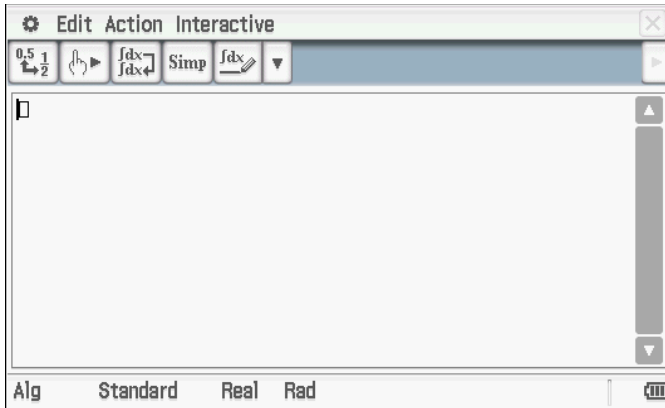 Edit Action Interactive
0.5 1/2 ∫dx ∫dx Simp ∫dx
Alg Standard Real Rad